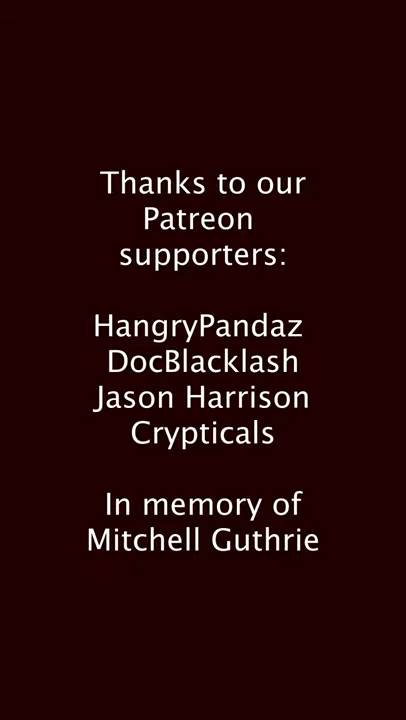 Thanks to our
Patreon
supporters:
HangryPandaz
DocBlacklash
Jason Harrison
Crypticals
In memory of
Mitchell Guthrie